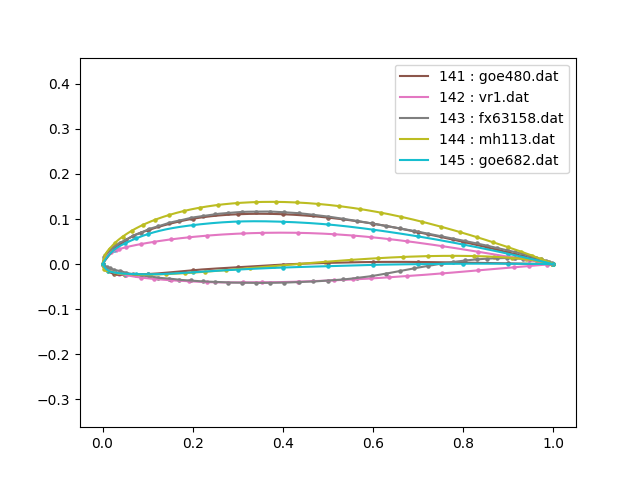 141 : goe480.dat
142 : vr1.dat
143 : fx63158.dat
144 : mh113.dat
145 : goe682.dat
0.4
0.3
0.2
0.1
0.0
−0.1
−0.2
−0.3
0.0 0.2 0.4 0.6 0.8 1.0